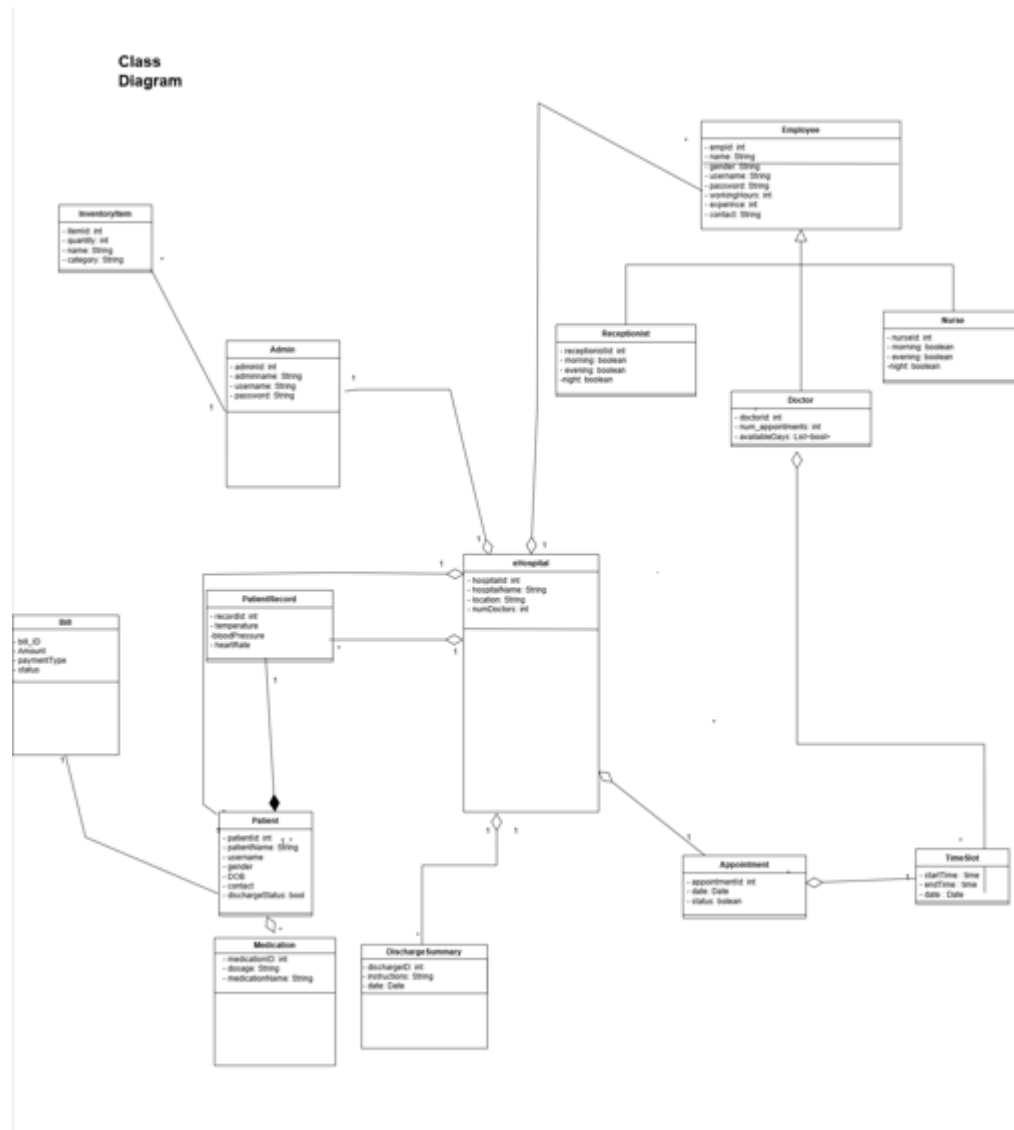 Class
Diagram
Employee
- empId: int
- name: String
- gender: String
- username: String
- password: String
- workingHours: int
- experince: int
- contact: String
InventoryItem
- itemId: int
- quantity: int
- name: String
- category: String
*
*
Admin
- adminId: int
- adminname: String
- username: String
- password: String
1
1
Receptionist
- receptionistId: int
- morning: boolean
- evening: boolean
-night: boolean
Nurse
- nurseId: int
- morning: boolean
- evening: boolean
-night: boolean
Doctor
- doctorId: int
- num_appointments: int
- availableDays: List<bool>
1
1
1
eHospital
- hospitalId: int
- hospitalName: String
- location: String
- numDoctors: int
PatientRecord
- recordId: int
- temperature
-bloodPressure
- heartRate
*
1
1
Bill
- bill_ID
- Amount
- paymentType
- status
1
*
Patient
- patientId: int
- patientName: String
- username
- gender
- DOB
- contact
- dischargeStatus: bool
1
1
1
1
*
Appointment
- appointmentId: int
- date: Date
- status: bolean
1
*
TimeSlot
- startTime : time
- endTime : time
- date : Date
*
Medication
- medicationID: int
- dosage: String
- medicationName: String
*
DischargeSummary
- dischargeID: int
- instructions: String
- date: Date